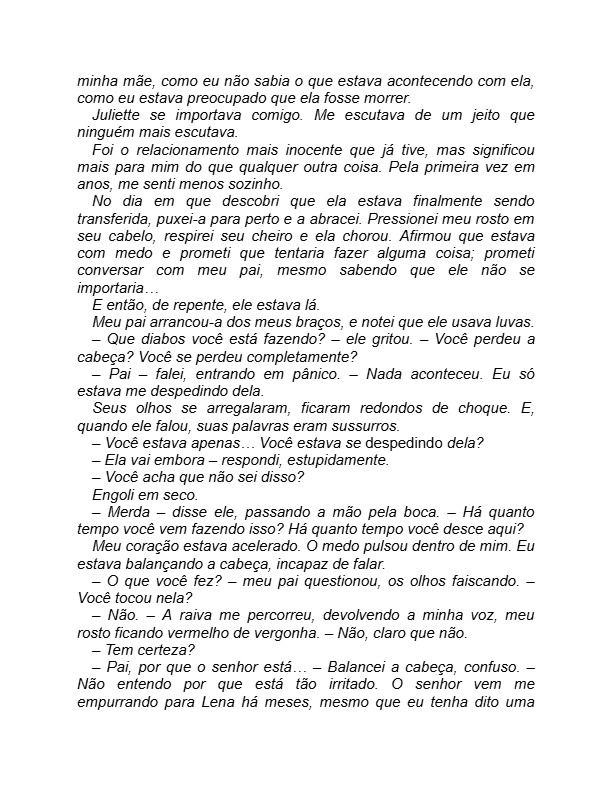 minha mãe, como eu não sabia o que estava acontecendo com ela,
como eu estava preocupado que ela fosse morrer.
Juliette se importava comigo. Me escutava de um jeito que
ninguém mais escutava.
Foi o relacionamento mais inocente que já tive, mas significou
mais para mim do que qualquer outra coisa. Pela primeira vez em
anos, me senti menos sozinho.
No dia em que descobri que ela estava finalmente sendo
transferida, puxei-a para perto e a abracei. Pressionei meu rosto em
seu cabelo, respirei seu cheiro e ela chorou. Afirmou que estava
com medo e prometi que tentaria fazer alguma coisa; prometi
conversar com meu pai, mesmo sabendo que ele não se
importaria…
E então, de repente, ele estava lá.
Meu pai arrancou-a dos meus braços, e notei que ele usava luvas.
– Que diabos você está fazendo? – ele gritou. – Você perdeu a
cabeça? Você se perdeu completamente?
– Pai – falei, entrando em pânico. – Nada aconteceu. Eu só
estava me despedindo dela.
Seus olhos se arregalaram, ficaram redondos de choque. E,
quando ele falou, suas palavras eram sussurros.
– Você estava apenas… Você estava se despedindo dela?
– Ela vai embora – respondi, estupidamente.
– Você acha que não sei disso?
Engoli em seco.
– Merda – disse ele, passando a mão pela boca. – Há quanto
tempo você vem fazendo isso? Há quanto tempo você desce aqui?
Meu coração estava acelerado. O medo pulsou dentro de mim. Eu
estava balançando a cabeça, incapaz de falar.
– O que você fez? – meu pai questionou, os olhos faiscando. –
Você tocou nela?
– Não. – A raiva me percorreu, devolvendo a minha voz, meu
rosto ficando vermelho de vergonha. – Não, claro que não.
– Tem certeza?
– Pai, por que o senhor está… – Balancei a cabeça, confuso. –
Não entendo por que está tão irritado. O senhor vem me
empurrando para Lena há meses, mesmo que eu tenha dito uma